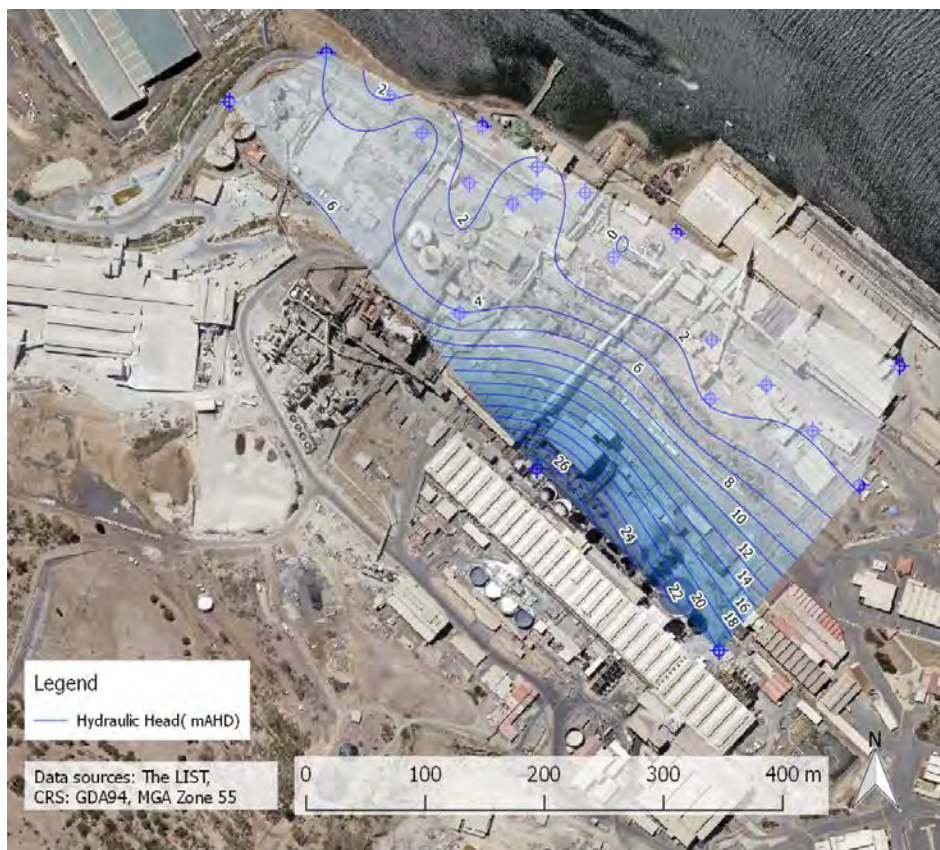 2
6
2
0
4
2
6
8
26
10
24
12
14
22
20
16
18
Legend
Hydraulic Head( mAHD)
Data sources: The LIST,
CRS: GDA94, MGA Zone 55
0 100 200 300 400 m
N